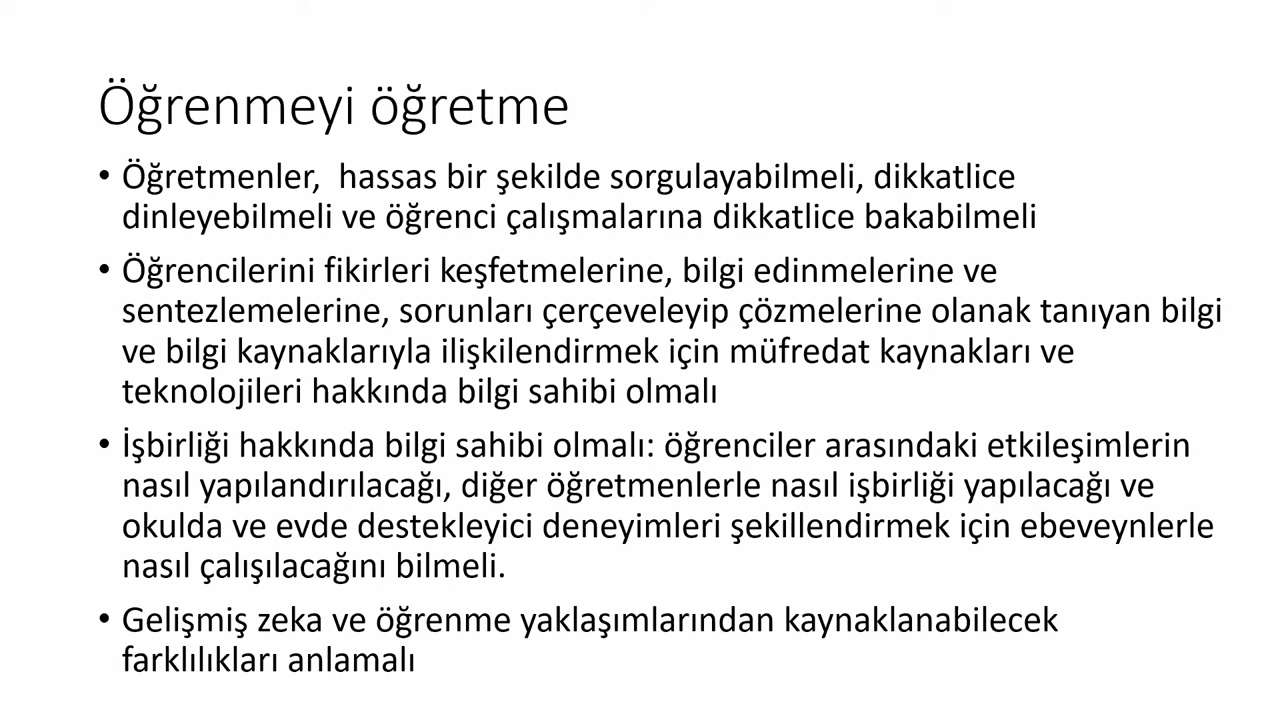 Öğrenmeyi öğretme
• Öğretmenler,  hassas bir şekilde sorgulayabilmeli, dikkatlice
dinleyebilmeli ve öğrenci çalışmalarına dikkatlice bakabilmeli
• Öğrencilerini fikirleri keşfetmelerine, bilgi edinmelerine ve
sentezlemelerine, sorunları çerçeveleyip çözmelerine olanak tanıyan bilgi
ve bilgi kaynaklarıyla ilişkilendirmek için müfredat kaynakları ve
teknolojileri hakkında bilgi sahibi olmalı
• İşbirliği hakkında bilgi sahibi olmalı: öğrenciler arasındaki etkileşimlerin
nasıl yapılandırılacağı, diğer öğretmenlerle nasıl işbirliği yapılacağı ve
okulda ve evde destekleyici deneyimleri şekillendirmek için ebeveynlerle
nasıl çalışılacağını bilmeli.
• Gelişmiş zeka ve öğrenme yaklaşımlarından kaynaklanabilecek
farklılıkları anlamalı